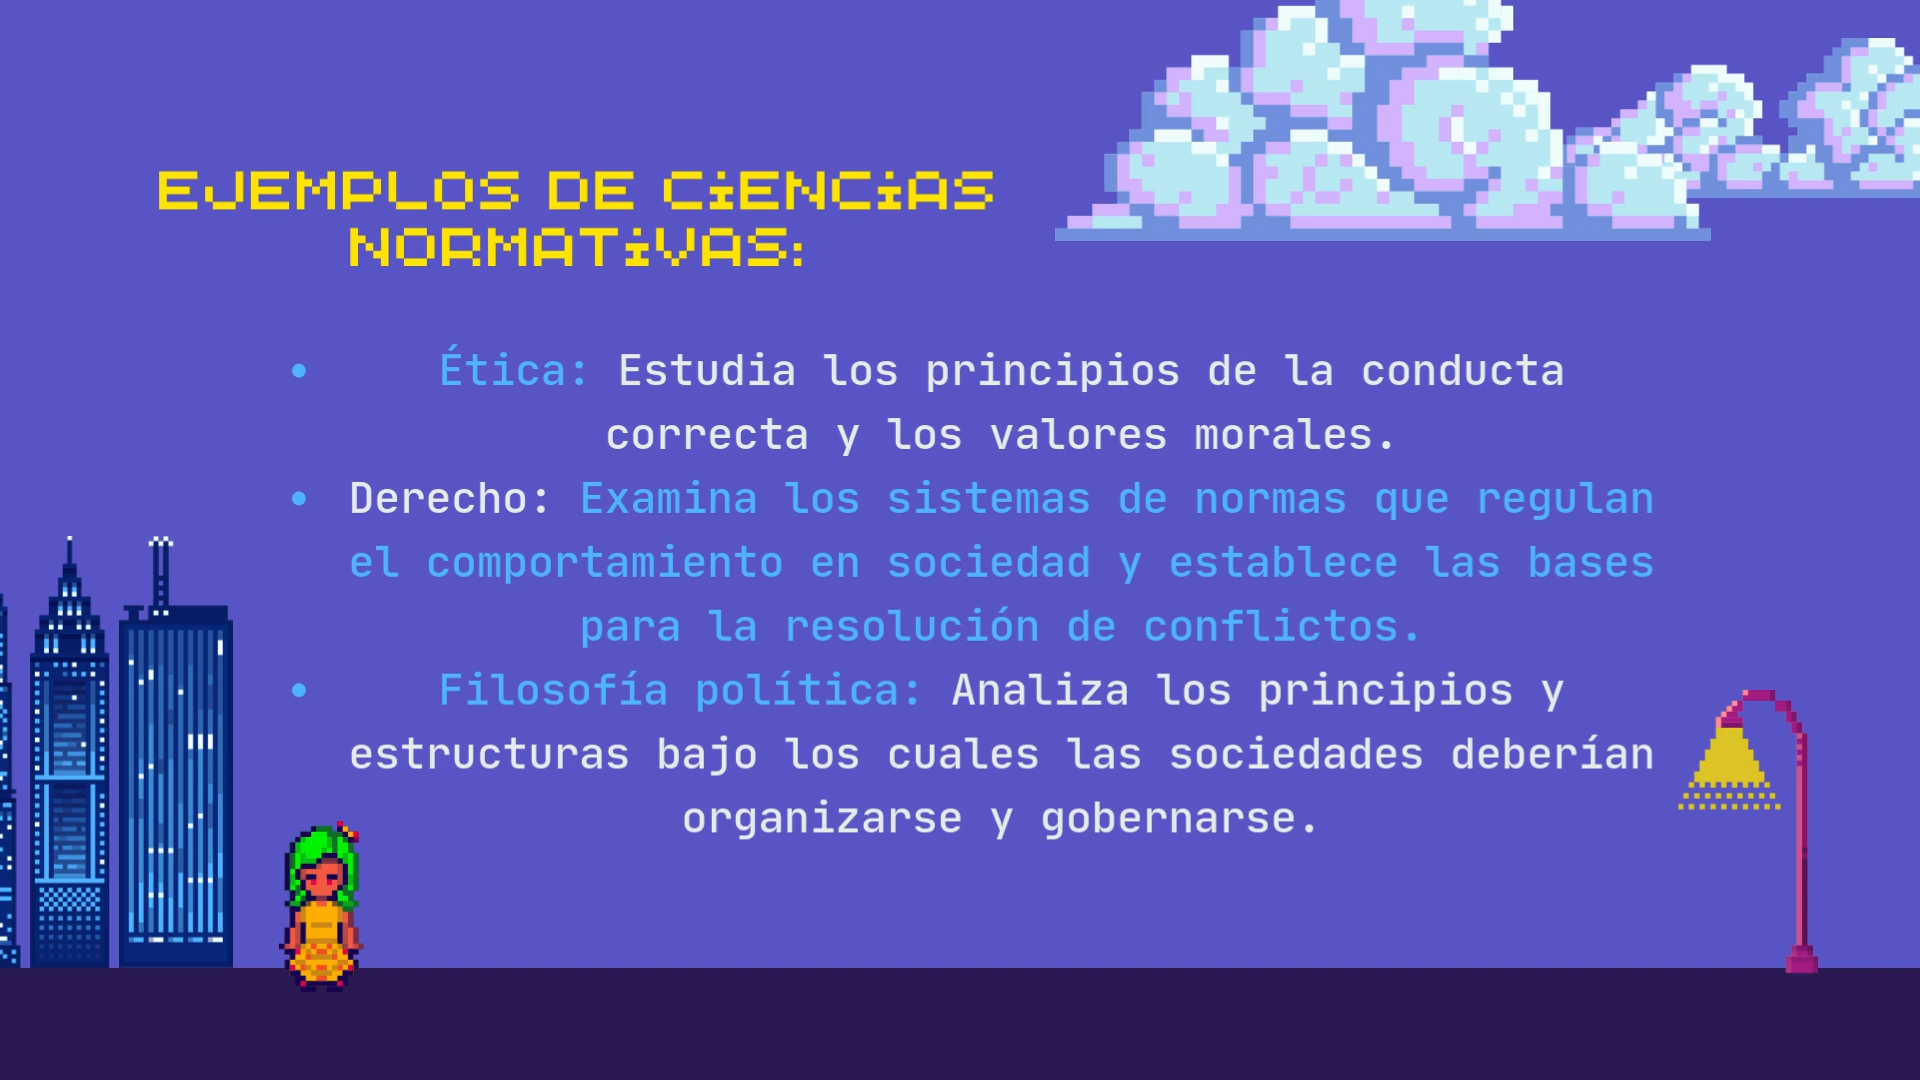 EJEMPLOS DE CIENCIAS
NORMATIVAS:
• Ética: Estudia los principios de la conducta
correcta y los valores morales.
• Derecho: Examina los sistemas de normas que regulan
el comportamiento en sociedad y establece las bases
para la resolución de conflictos.
• Filosofía política: Analiza los principios y
estructuras bajo los cuales las sociedades deberían
organizarse y gobernarse.